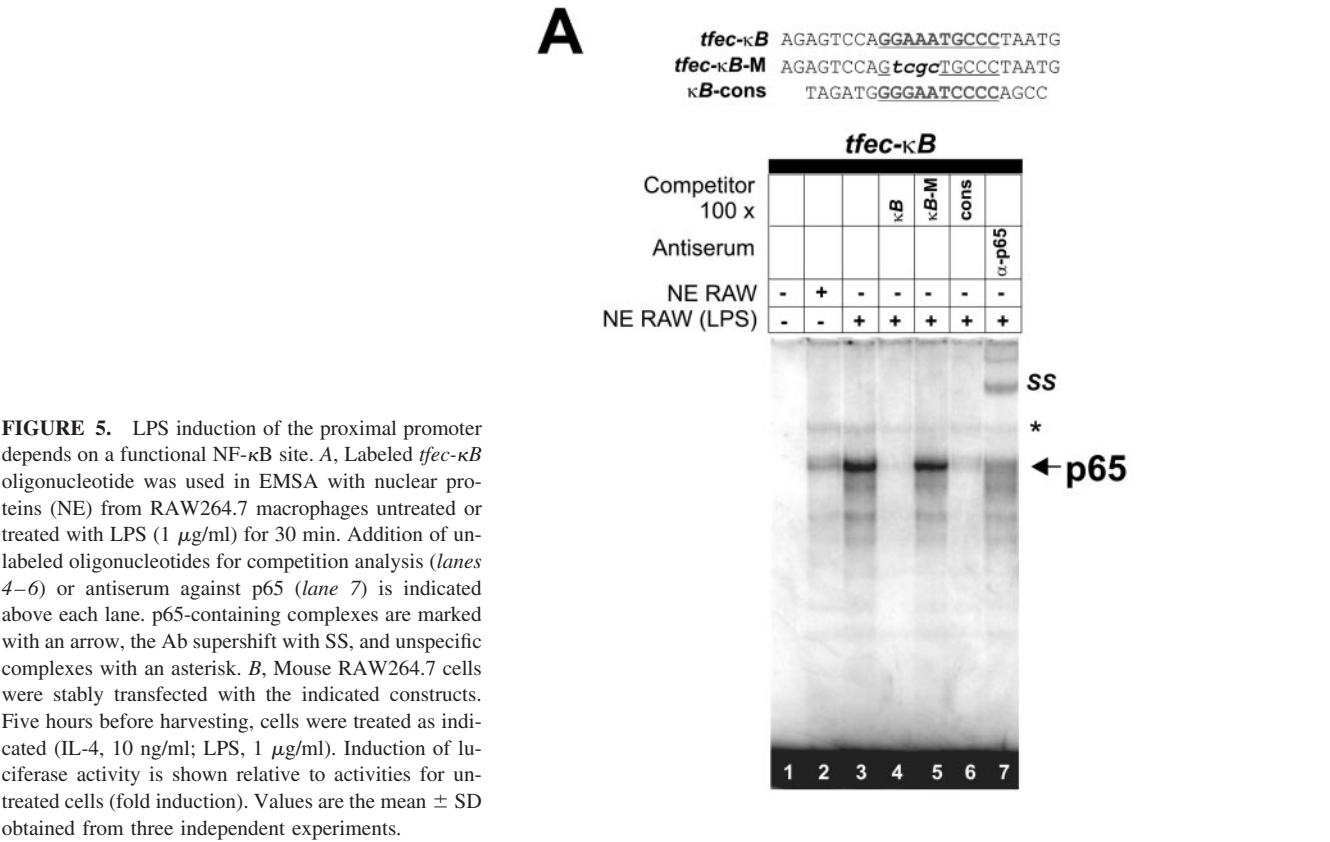 A
tfec-κB AGAGTCCAGGAAATGCCCTAATG
tfec-κB-M AGAGTCCAGtcgcTGCCCTAATG
κB-cons TAGATGGGGAATCCCCAGCC
tfec-κB
Competitor
100 x
κB κB-M cons
Antiserum
α-p65
NE RAW - + - - - - -
NE RAW (LPS) - - + + + + +
SS
*
p65
1 2 3 4 5 6 7
FIGURE 5. LPS induction of the proximal promoter
depends on a functional NF-κB site. A, Labeled tfec-κB
oligonucleotide was used in EMSA with nuclear pro-
teins (NE) from RAW264.7 macrophages untreated or
treated with LPS (1 μg/ml) for 30 min. Addition of un-
labeled oligonucleotides for competition analysis (lanes
4–6) or antiserum against p65 (lane 7) is indicated
above each lane. p65-containing complexes are marked
with an arrow, the Ab supershift with SS, and unspecific
complexes with an asterisk. B, Mouse RAW264.7 cells
were stably transfected with the indicated constructs.
Five hours before harvesting, cells were treated as indi-
cated (IL-4, 10 ng/ml; LPS, 1 μg/ml). Induction of lu-
ciferase activity is shown relative to activities for un-
treated cells (fold induction). Values are the mean ± SD
obtained from three independent experiments.